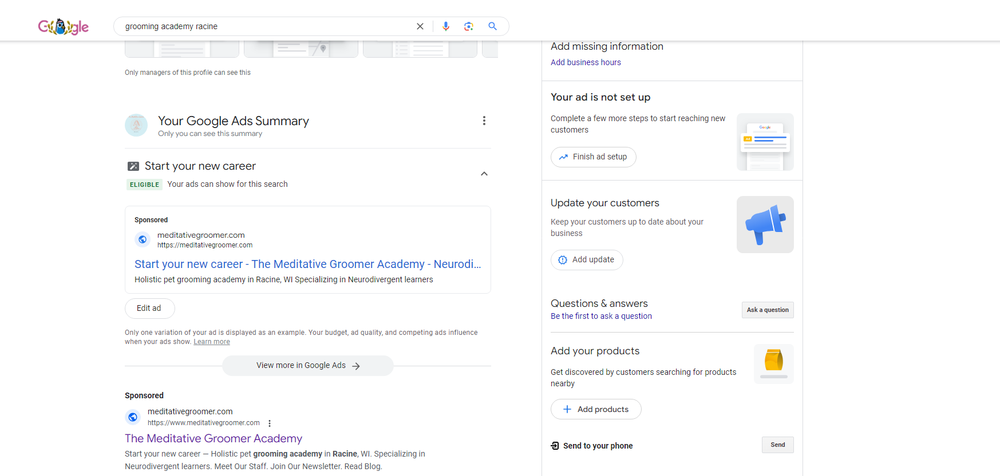 Google
grooming academy racine
Only managers of this profile can see this
Your Google Ads Summary
Only you can see this summary
Start your new career
ELIGIBLE Your ads can show for this search
Sponsored
meditativegroomer.com
https://meditativegroomer.com
Start your new career - The Meditative Groomer Academy - Neurodi...
Holistic pet grooming academy in Racine, WI Specializing in Neurodivergent learners
Edit ad
Only one variation of your ad is displayed as an example. Your budget, ad quality, and competing ads influence
when your ads show. Learn more
View more in Google Ads
Sponsored
meditativegroomer.com
https://www.meditativegroomer.com
The Meditative Groomer Academy
Start your new career — Holistic pet grooming academy in Racine, WI. Specializing in
Neurodivergent learners. Meet Our Staff. Join Our Newsletter. Read Blog.
Add missing information
Add business hours
Your ad is not set up
Complete a few more steps to start reaching new
customers
Google
Ad
Finish ad setup
Update your customers
Keep your customers up to date about your
business
Add update
Questions & answers
Be the first to ask a question
Ask a question
Add your products
Get discovered by customers searching for products
nearby
Add products
Send to your phone
Send